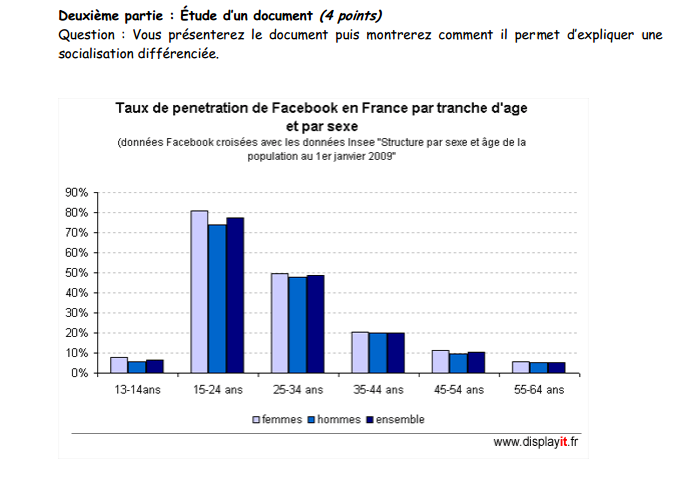 Deuxième partie : Étude d'un document (4 points)
Question : Vous présenterez le document puis montrerez comment il permet d'expliquer une
socialisation différenciée.
Taux de penetration de Facebook en France par tranche d'age
et par sexe
(données Facebook croisées avec les données Insee "Structure par sexe et âge de la
population au 1er janvier 2009"
90%
80%
70%
60%
50%
40%
30%
20%
10%
0%
13-14ans 15-24 ans 25-34 ans 35-44 ans 45-54 ans 55-64 ans
femmes hommes ensemble
www.displayit.fr